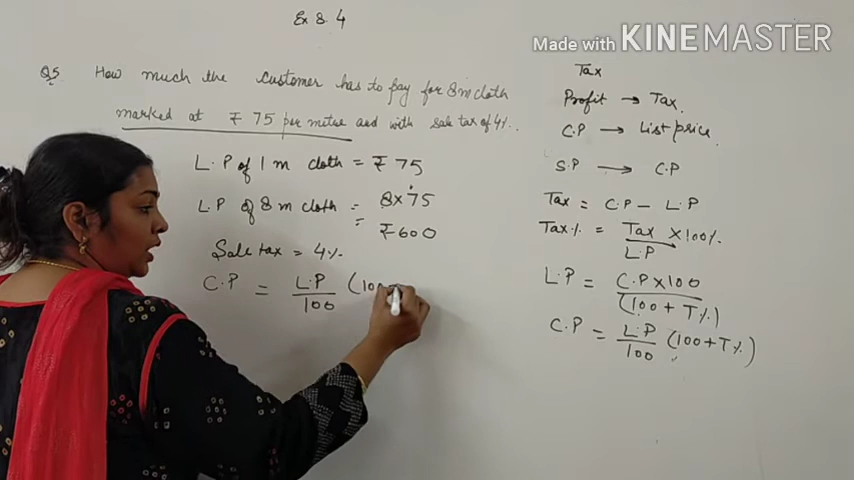 Ex 8.4
Made with KINEMASTER
Q5 How much the customer has to pay for 8m cloth
marked at ₹ 75 per metre and with sale tax of 4%.
L.P of 1 m cloth = ₹ 75
L.P of 8 m cloth = 8×75
= ₹600
Sale tax = 4%
C.P = L.P/100 (100
Tax
Profit → Tax
C.P → List price
S.P → C.P
Tax = C.P - L.P
Tax% = Tax/L.P ×100%
L.P = C.P×100/(100 + T%)
C.P = L.P/100 (100+T%)